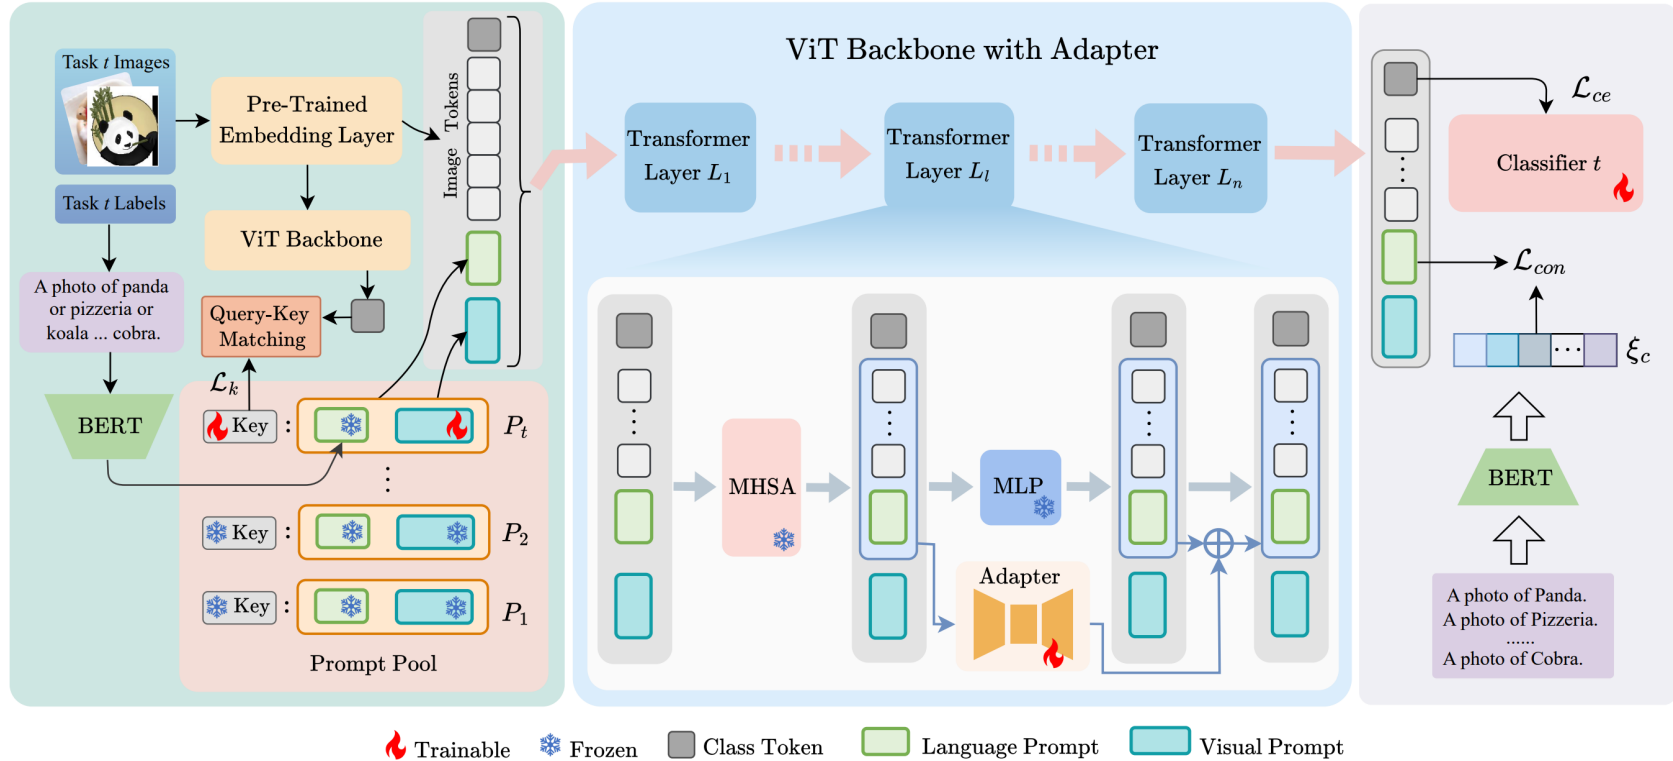 Task t Images
Pre-Trained
Embedding Layer
Image Tokens
Task t Labels
ViT Backbone
A photo of panda
or pizzeria or
koala ... cobra.
Query-Key
Matching
ℒk
BERT
Key :
Pt
⋮
Key :
P2
Key :
P1
Prompt Pool
ViT Backbone with Adapter
Transformer
Layer L1
Transformer
Layer Ll
Transformer
Layer Ln
MHSA
MLP
Adapter
ℒce
Classifier t
ℒcon
...
ξc
BERT
A photo of Panda.
A photo of Pizzeria.
......
A photo of Cobra.
Trainable
Frozen
Class Token
Language Prompt
Visual Prompt